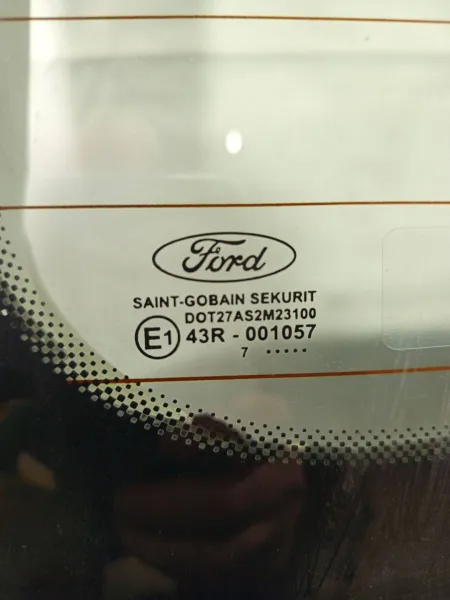 Ford
SAINT-GOBAIN SEKURIT
DOT27AS2M23100
E1 43R - 001057
7 •••••